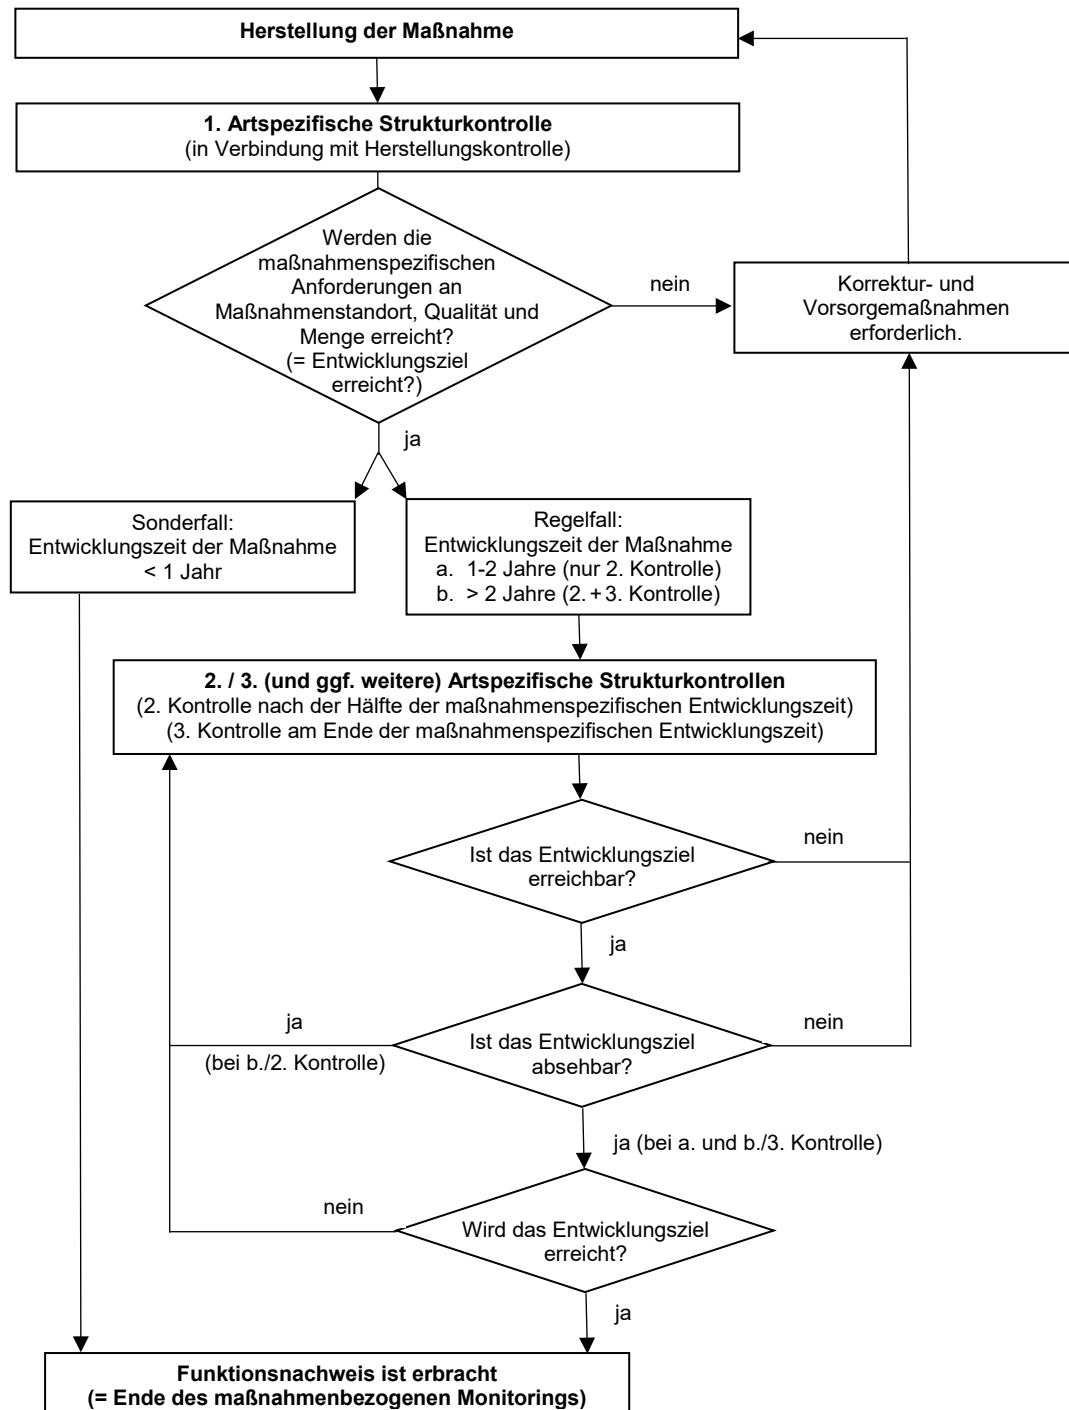 Herstellung der Maßnahme
1. Artspezifische Strukturkontrolle
(in Verbindung mit Herstellungskontrolle)
Werden die
maßnahmenspezifischen
Anforderungen an
Maßnahmenstandort, Qualität und
Menge erreicht?
(= Entwicklungsziel
erreicht?)
nein
Korrektur- und
Vorsorgemaßnahmen
erforderlich.
ja
Sonderfall:
Entwicklungszeit der Maßnahme
< 1 Jahr
Regelfall:
Entwicklungszeit der Maßnahme
a. 1-2 Jahre (nur 2. Kontrolle)
b. > 2 Jahre (2. + 3. Kontrolle)
2. / 3. (und ggf. weitere) Artspezifische Strukturkontrollen
(2. Kontrolle nach der Hälfte der maßnahmenspezifischen Entwicklungszeit)
(3. Kontrolle am Ende der maßnahmenspezifischen Entwicklungszeit)
Ist das Entwicklungsziel
erreichbar?
nein
ja
Ist das Entwicklungsziel
absehbar?
nein
ja
(bei b./2. Kontrolle)
ja (bei a. und b./3. Kontrolle)
Wird das Entwicklungsziel
erreicht?
nein
ja
Funktionsnachweis ist erbracht
(= Ende des maßnahmenbezogenen Monitorings)